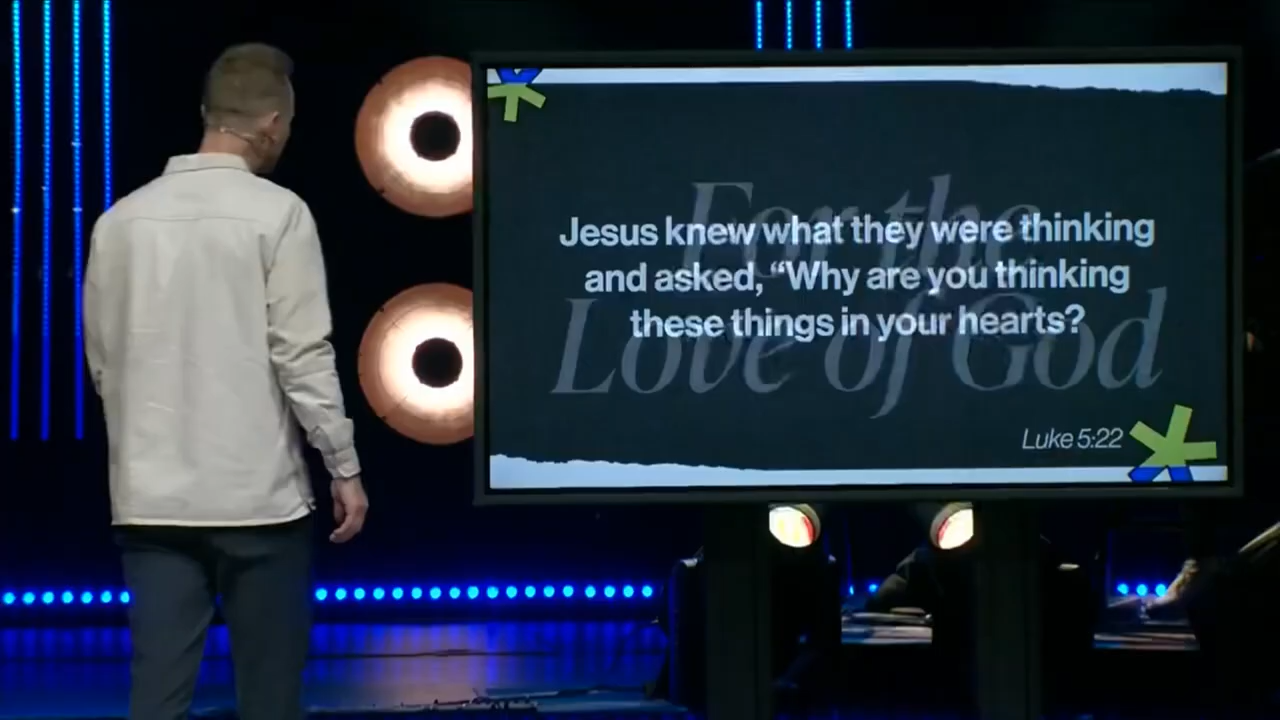 For the
Love of God
Jesus knew what they were thinking
and asked, “Why are you thinking
these things in your hearts?
Luke 5:22